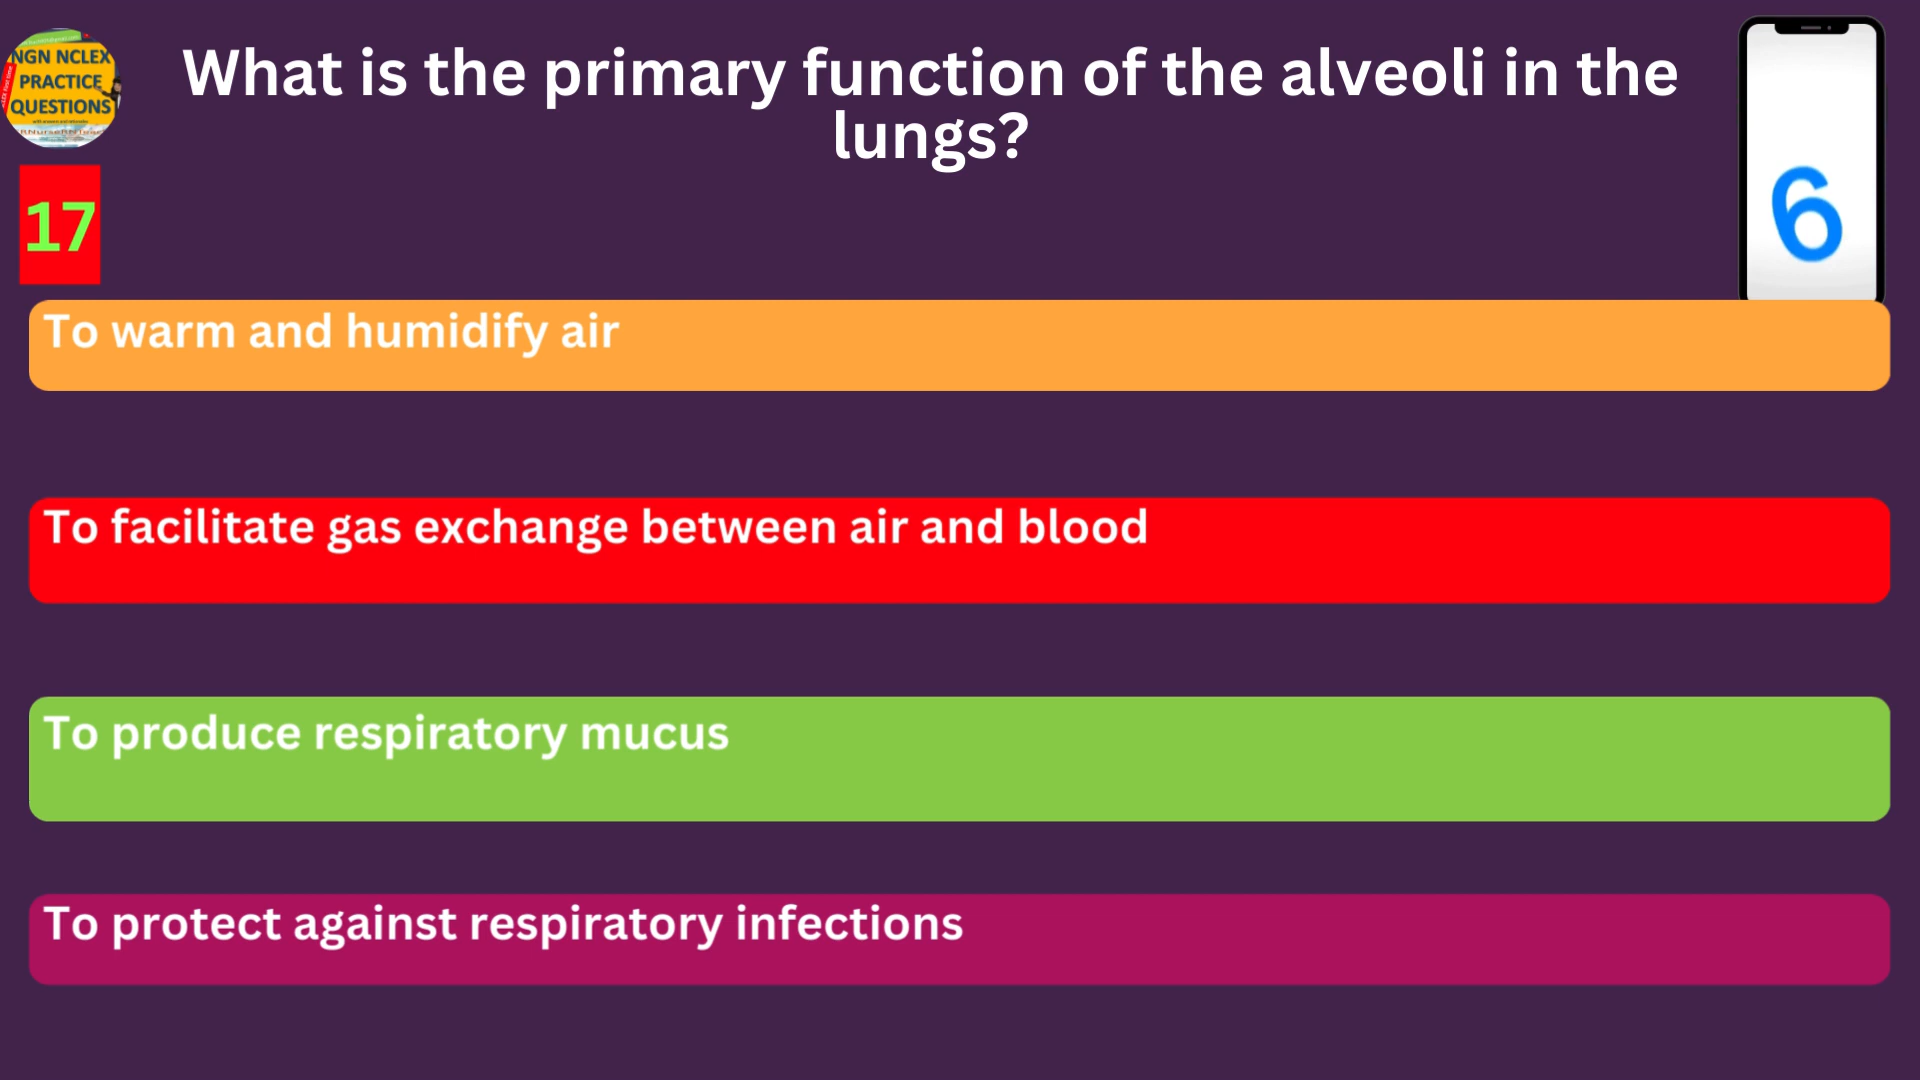 What is the primary function of the alveoli in the
lungs?
NGN NCLEX
PRACTICE
QUESTIONS
17
6
To warm and humidify air
To facilitate gas exchange between air and blood
To produce respiratory mucus
To protect against respiratory infections